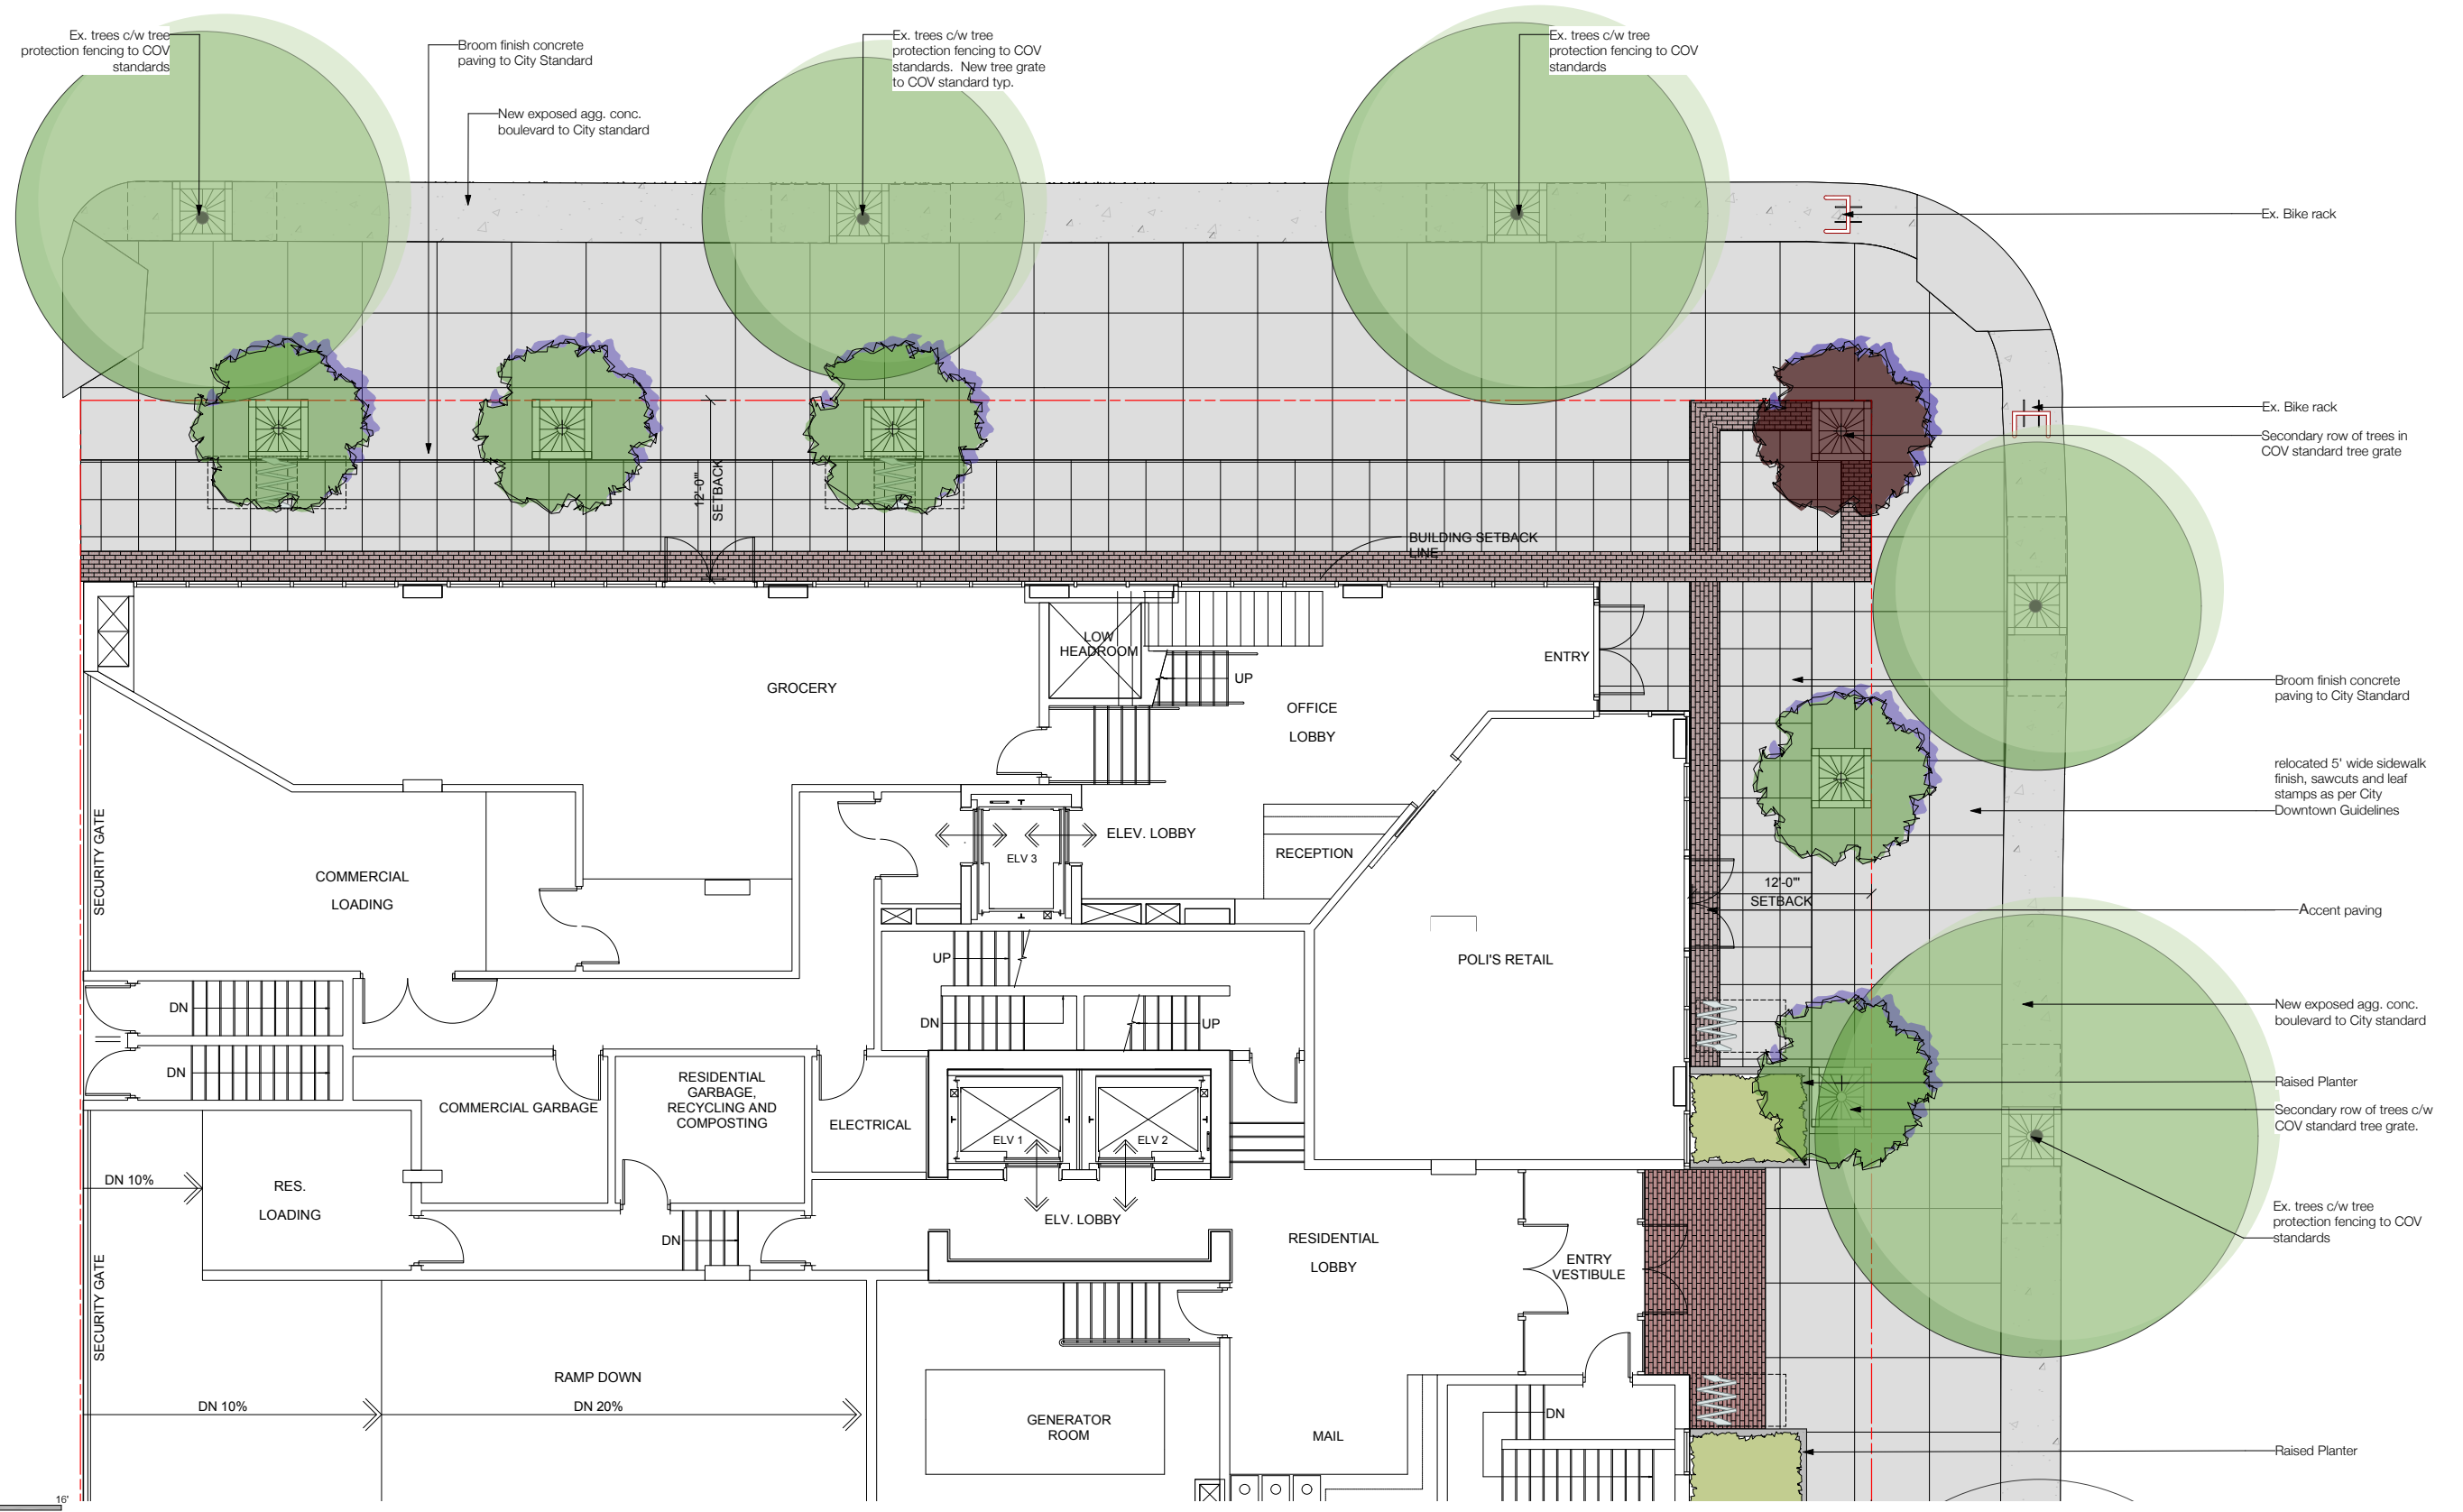 Ex. trees c/w tree
protection fencing to COV
standards
Broom finish concrete
paving to City Standard
New exposed agg. conc.
boulevard to City standard
Ex. trees c/w tree
protection fencing to COV
standards. New tree grate
to COV standard typ.
Ex. trees c/w tree
protection fencing to COV
standards
Ex. Bike rack
Ex. Bike rack
Secondary row of trees in
COV standard tree grate
12'-0"
SETBACK
BUILDING SETBACK
LINE
LOW
HEADROOM
UP
ENTRY
GROCERY
OFFICE
LOBBY
Broom finish concrete
paving to City Standard
relocated 5' wide sidewalk
finish, sawcuts and leaf
stamps as per City
Downtown Guidelines
SECURITY GATE
COMMERCIAL
LOADING
ELV 3
ELEV. LOBBY
RECEPTION
12'-0"
SETBACK
Accent paving
UP
POLI'S RETAIL
DN
DN
UP
DN
New exposed agg. conc.
boulevard to City standard
COMMERCIAL GARBAGE
RESIDENTIAL
GARBAGE,
RECYCLING AND
COMPOSTING
ELECTRICAL
ELV 1
ELV 2
Raised Planter
Secondary row of trees c/w
COV standard tree grate.
DN 10%
RES.
LOADING
DN
ELV. LOBBY
RESIDENTIAL
LOBBY
ENTRY
VESTIBULE
Ex. trees c/w tree
protection fencing to COV
standards
SECURITY GATE
RAMP DOWN
DN 10%
DN 20%
GENERATOR
ROOM
MAIL
DN
Raised Planter
16'